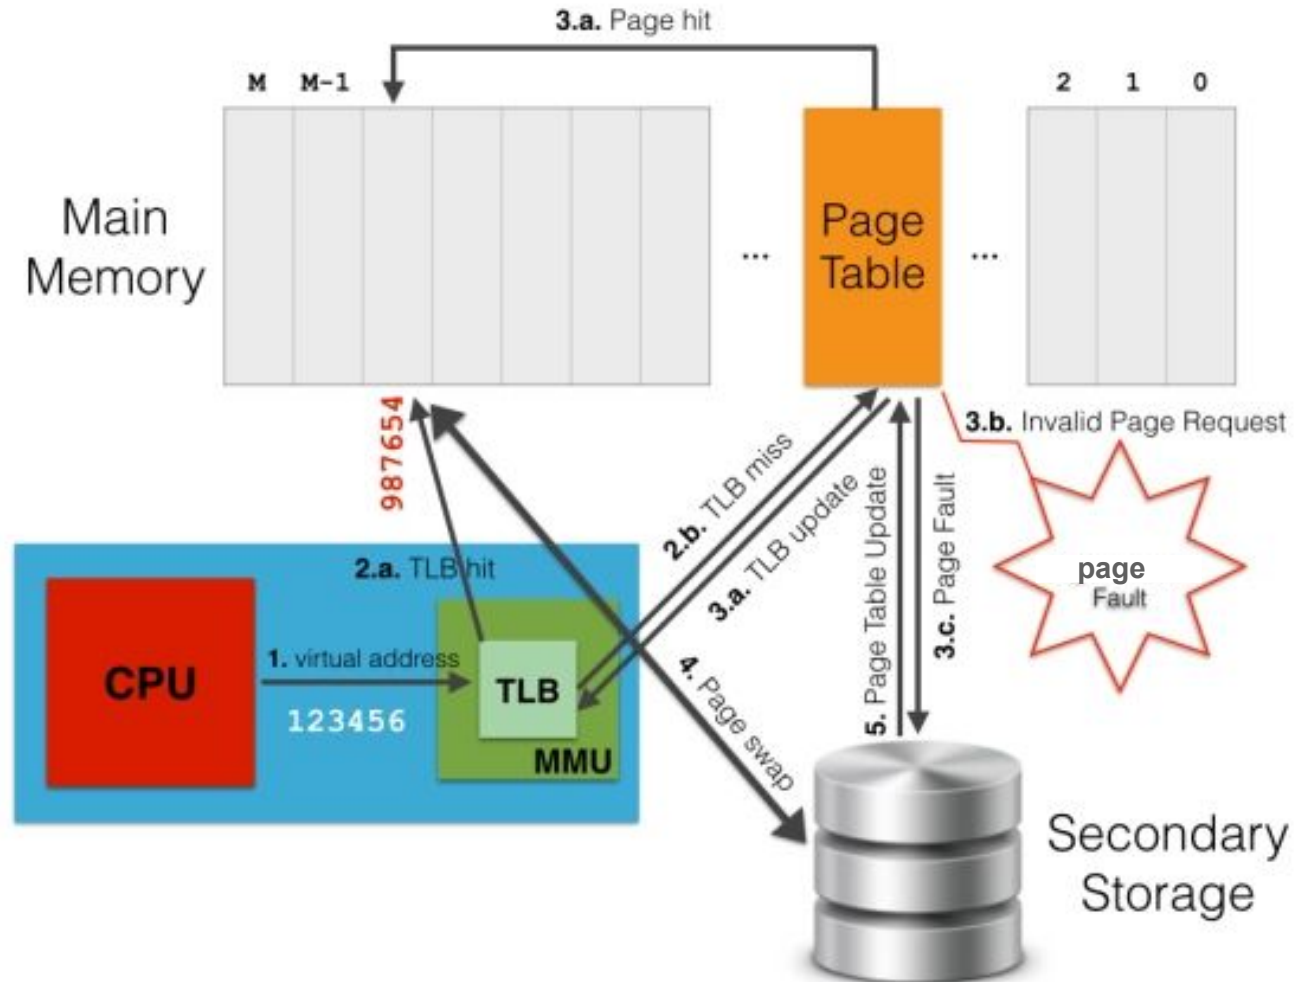 3.a. Page hit
M M-1
2 1 0
Main
Memory
...
Page
Table
...
987654
3.b. Invalid Page Request
2.b. TLB miss
3.a. TLB update
5. Page Table Update
3.c. Page Fault
page
Fault
2.a. TLB hit
CPU
1. virtual address
123456
TLB
MMU
4. Page swap
Secondary
Storage